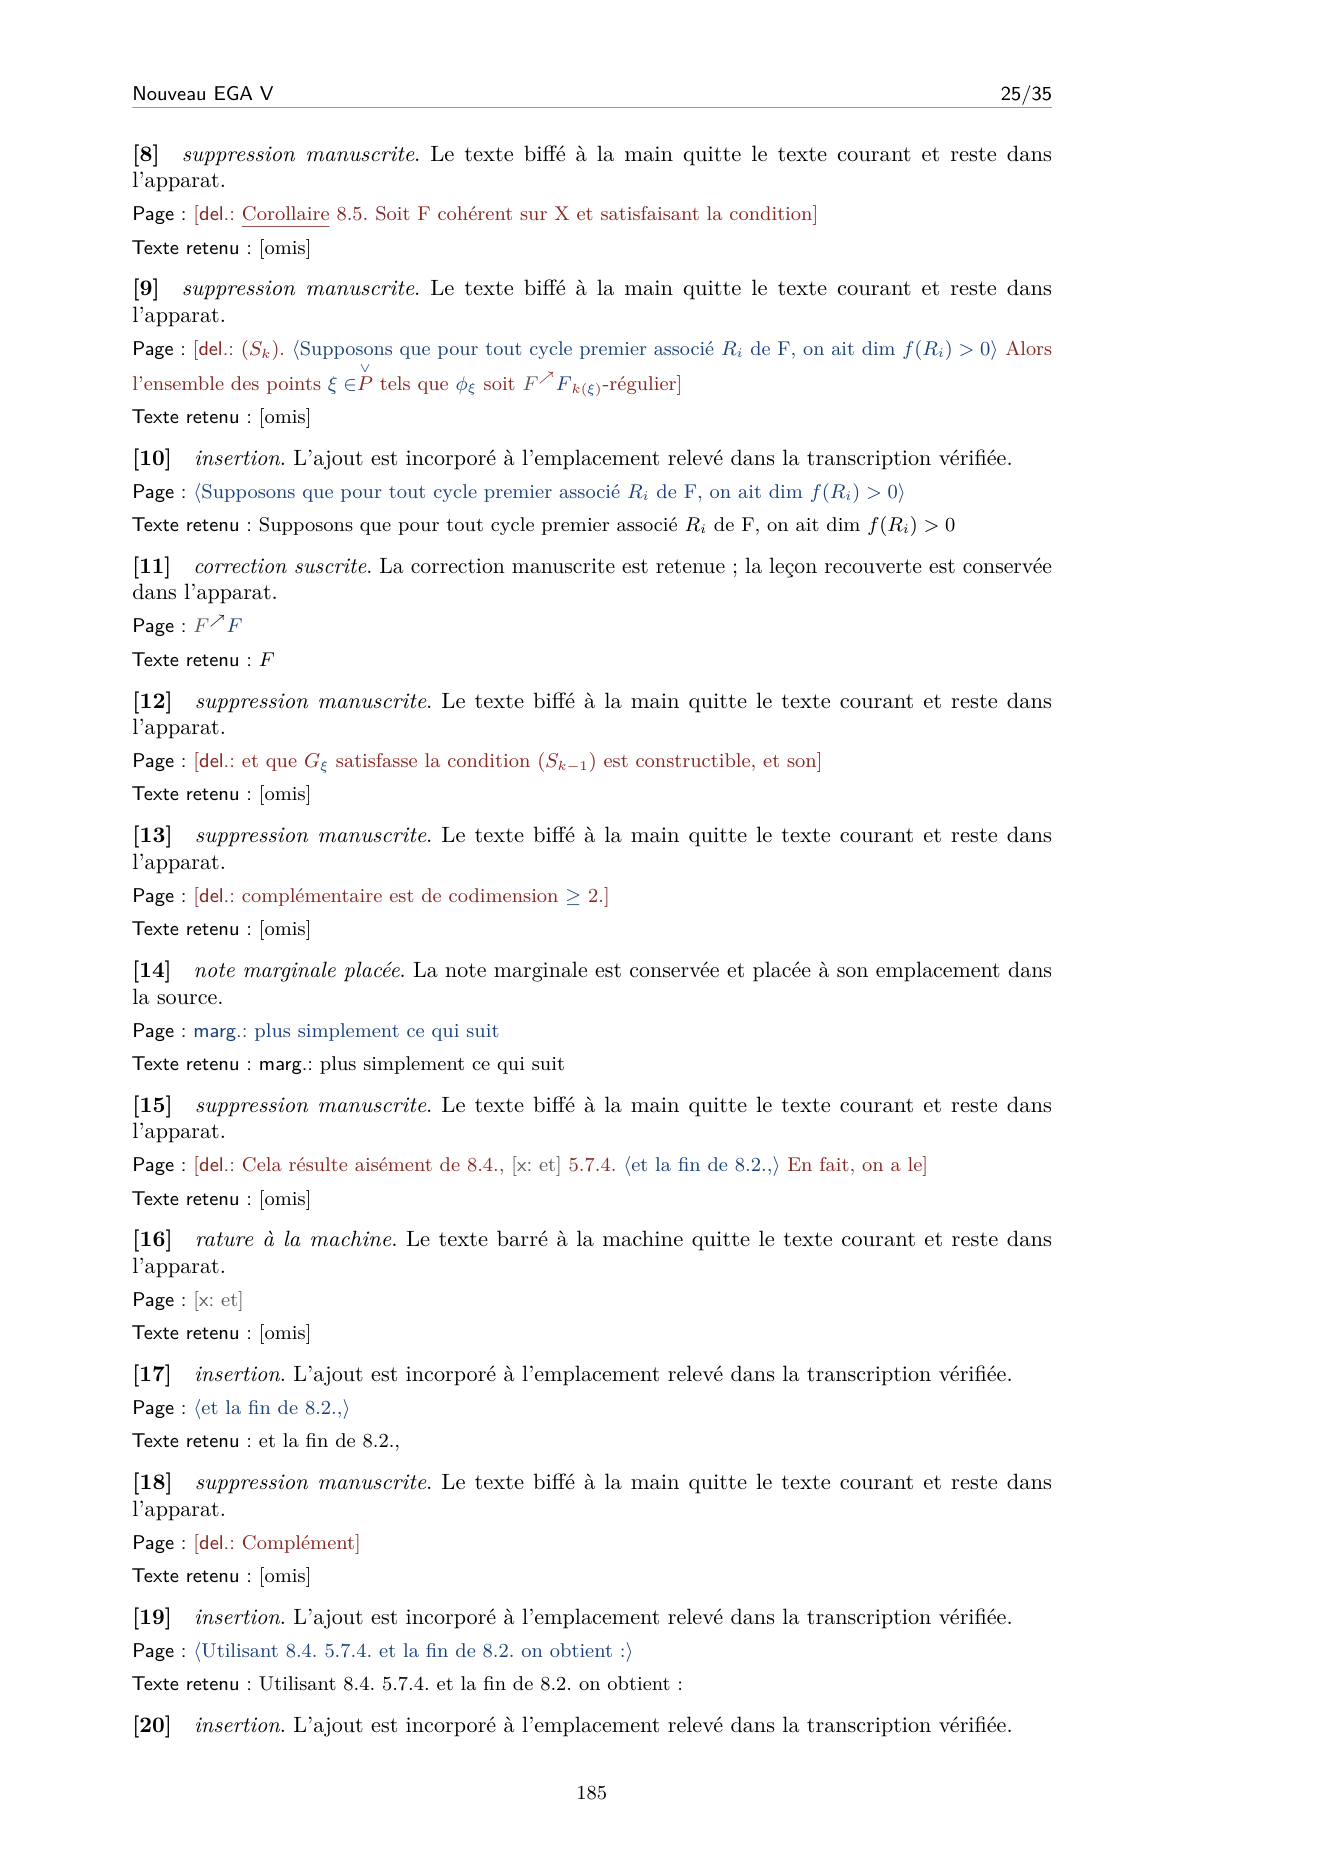 Nouveau EGA V 25/35
[8] suppression manuscrite. Le texte biffé à la main quitte le texte courant et reste dans
l'apparat.
Page : [del.: Corollaire 8.5. Soit F cohérent sur X et satisfaisant la condition]
Texte retenu : [omis]
[9] suppression manuscrite. Le texte biffé à la main quitte le texte courant et reste dans
l'apparat.
Page : [del.: (S_k). ⟨Supposons que pour tout cycle premier associé R_i de F, on ait dim f(R_i) > 0⟩ Alors
l'ensemble des points ξ ∈ P̌ tels que ϕ_ξ soit F↗F_{k(ξ)}-régulier]
Texte retenu : [omis]
[10] insertion. L'ajout est incorporé à l'emplacement relevé dans la transcription vérifiée.
Page : ⟨Supposons que pour tout cycle premier associé R_i de F, on ait dim f(R_i) > 0⟩
Texte retenu : Supposons que pour tout cycle premier associé R_i de F, on ait dim f(R_i) > 0
[11] correction suscrite. La correction manuscrite est retenue ; la leçon recouverte est conservée
dans l'apparat.
Page : F↗F
Texte retenu : F
[12] suppression manuscrite. Le texte biffé à la main quitte le texte courant et reste dans
l'apparat.
Page : [del.: et que G_ξ satisfasse la condition (S_{k−1}) est constructible, et son]
Texte retenu : [omis]
[13] suppression manuscrite. Le texte biffé à la main quitte le texte courant et reste dans
l'apparat.
Page : [del.: complémentaire est de codimension ≥ 2.]
Texte retenu : [omis]
[14] note marginale placée. La note marginale est conservée et placée à son emplacement dans
la source.
Page : marg.: plus simplement ce qui suit
Texte retenu : marg.: plus simplement ce qui suit
[15] suppression manuscrite. Le texte biffé à la main quitte le texte courant et reste dans
l'apparat.
Page : [del.: Cela résulte aisément de 8.4., [x: et] 5.7.4. ⟨et la fin de 8.2.,⟩ En fait, on a le]
Texte retenu : [omis]
[16] rature à la machine. Le texte barré à la machine quitte le texte courant et reste dans
l'apparat.
Page : [x: et]
Texte retenu : [omis]
[17] insertion. L'ajout est incorporé à l'emplacement relevé dans la transcription vérifiée.
Page : ⟨et la fin de 8.2.,⟩
Texte retenu : et la fin de 8.2.,
[18] suppression manuscrite. Le texte biffé à la main quitte le texte courant et reste dans
l'apparat.
Page : [del.: Complément]
Texte retenu : [omis]
[19] insertion. L'ajout est incorporé à l'emplacement relevé dans la transcription vérifiée.
Page : ⟨Utilisant 8.4. 5.7.4. et la fin de 8.2. on obtient :⟩
Texte retenu : Utilisant 8.4. 5.7.4. et la fin de 8.2. on obtient :
[20] insertion. L'ajout est incorporé à l'emplacement relevé dans la transcription vérifiée.
185